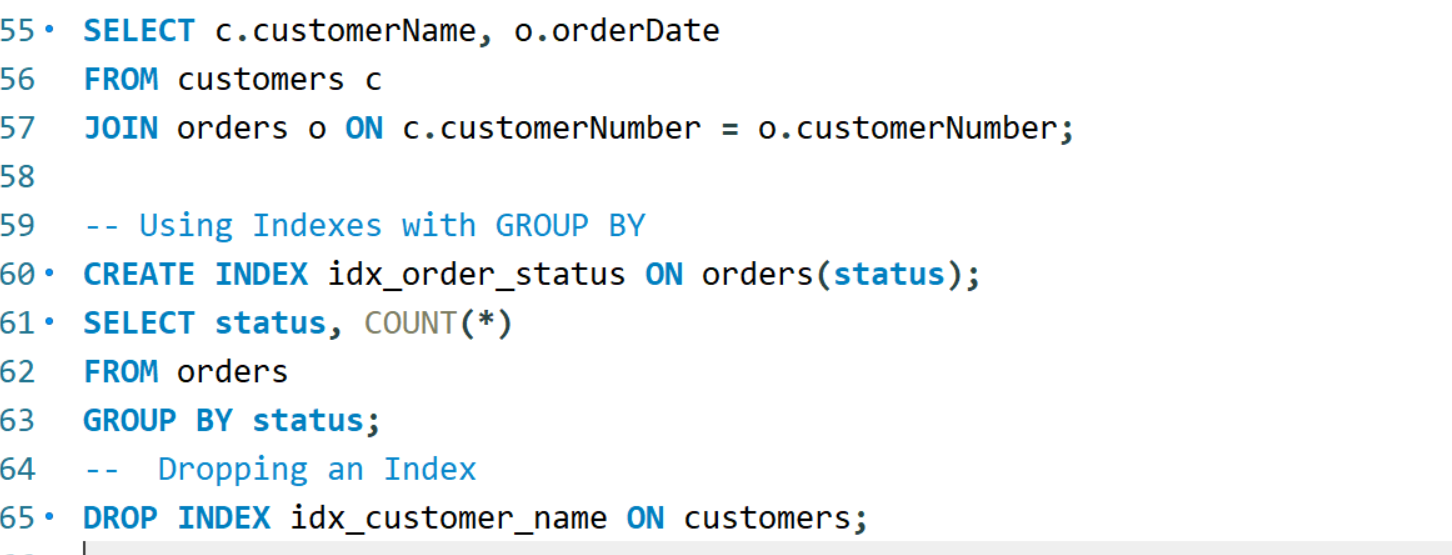 55 SELECT c.customerName, o.orderDate
56 FROM customers c
57 JOIN orders o ON c.customerNumber = o.customerNumber;
58
59 -- Using Indexes with GROUP BY
60 CREATE INDEX idx_order_status ON orders(status);
61 SELECT status, COUNT(*)
62 FROM orders
63 GROUP BY status;
64 --  Dropping an Index
65 DROP INDEX idx_customer_name ON customers;